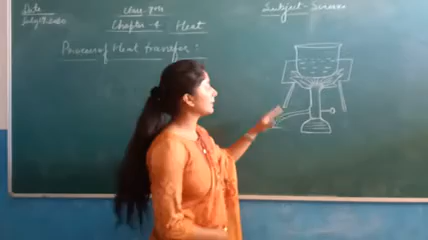 Date
Class- 7th
Subject- Science
Chapter-4 Heat
Process of Heat transfer :